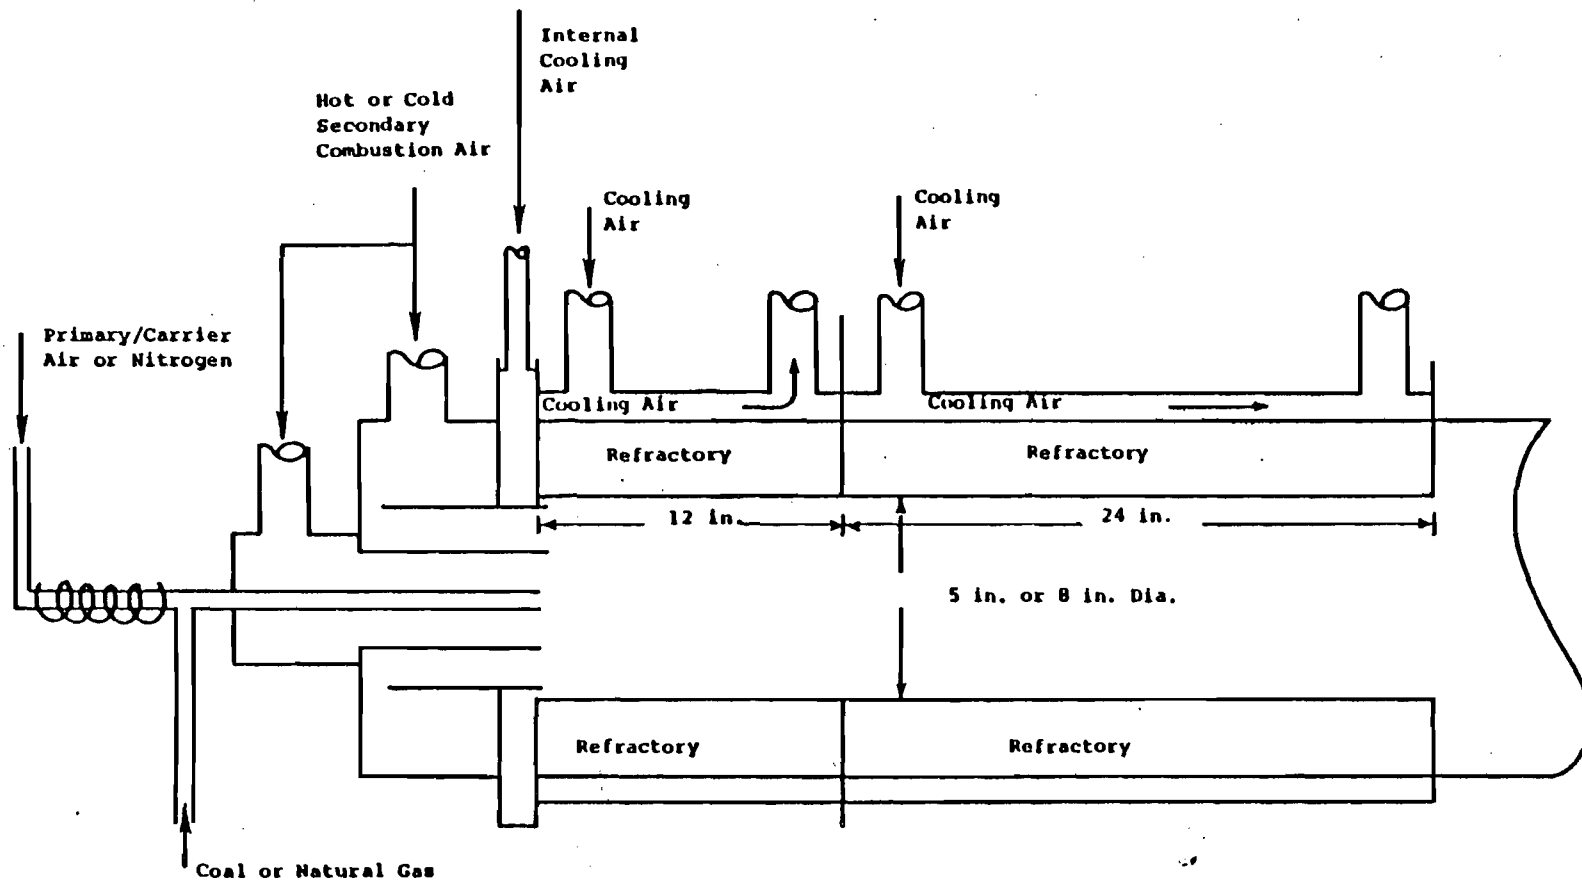 Internal
Cooling
Air
Hot or Cold
Secondary
Combustion Air
Cooling
Air
Cooling
Air
Primary/Carrier
Air or Nitrogen
Cooling Air
Cooling Air
Refractory
Refractory
12 in.
24 in.
5 in. or 8 in. Dia.
Refractory
Refractory
Coal or Natural Gas